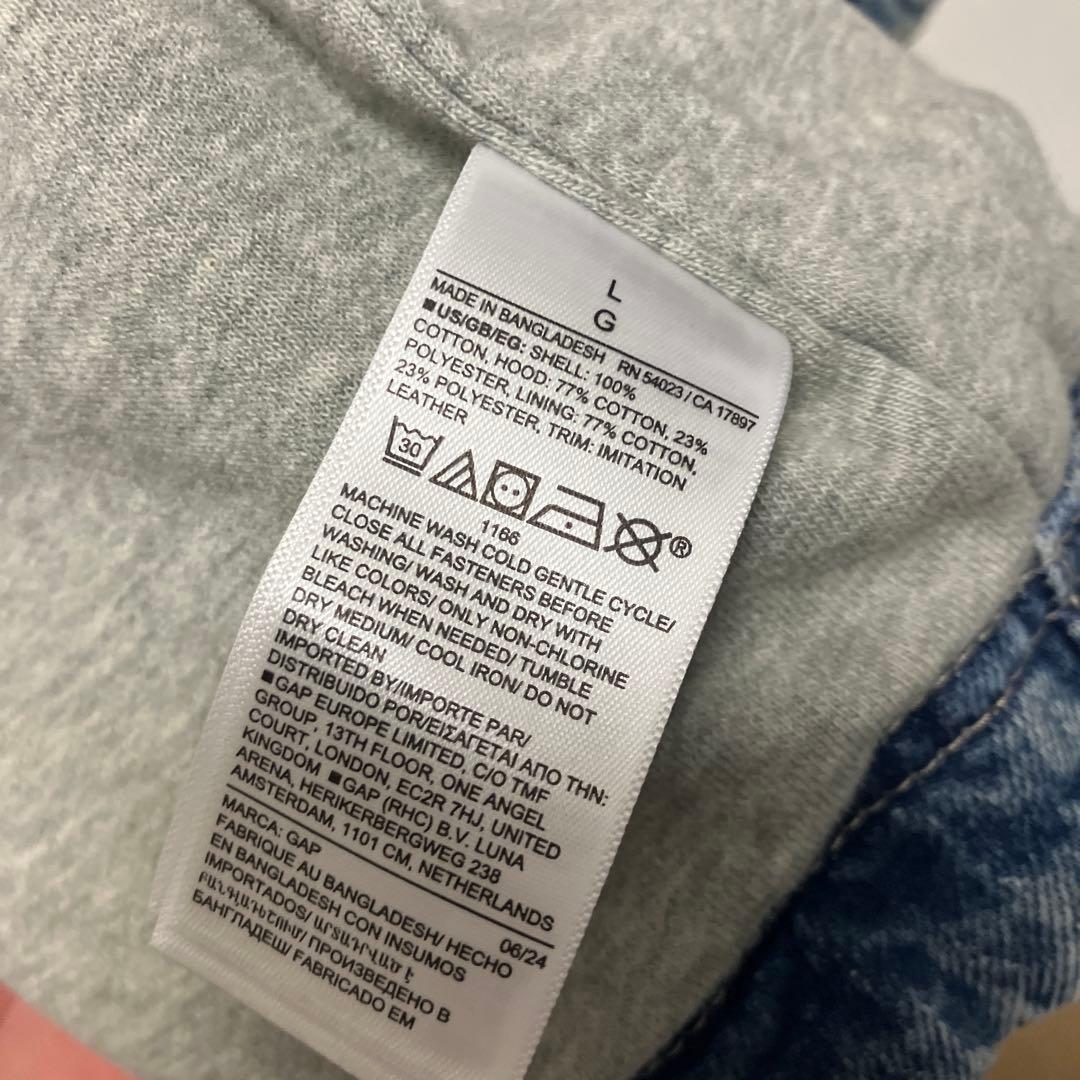 L
G
MADE IN BANGLADESH RN 54023 / CA 17897
■US/GB/EG: SHELL: 100%
COTTON, HOOD: 77% COTTON, 23%
POLYESTER, LINING: 77% COTTON,
23% POLYESTER, TRIM: IMITATION
LEATHER
30
®
1166
MACHINE WASH COLD GENTLE CYCLE/
CLOSE ALL FASTENERS BEFORE
WASHING/ WASH AND DRY WITH
LIKE COLORS/ ONLY NON-CHLORINE
BLEACH WHEN NEEDED/ TUMBLE
DRY MEDIUM/ COOL IRON/ DO NOT
DRY CLEAN
IMPORTED BY/IMPORTE PAR/
DISTRIBUIDO POR/ΕΙΣΑΓΕΤΑΙ ΑΠΟ ΤΗΝ:
■GAP EUROPE LIMITED, C/O TMF
GROUP, 13TH FLOOR, ONE ANGEL
COURT, LONDON, EC2R 7HJ, UNITED
KINGDOM ■GAP (RHC) B.V. LUNA
ARENA, HERIKERBERGWEG 238
AMSTERDAM, 1101 CM, NETHERLANDS
MARCA: GAP 06/24
FABRIQUE AU BANGLADESH/ HECHO
EN BANGLADESH CON INSUMOS
IMPORTADOS/ ԱՐՏԱԴՐՎԱԾ Է
ԲԱՆԳԼԱԴԵՇՈՒՄ/ ПРОИЗВЕДЕНО В
БАНГЛАДЕШ/ FABRICADO EM